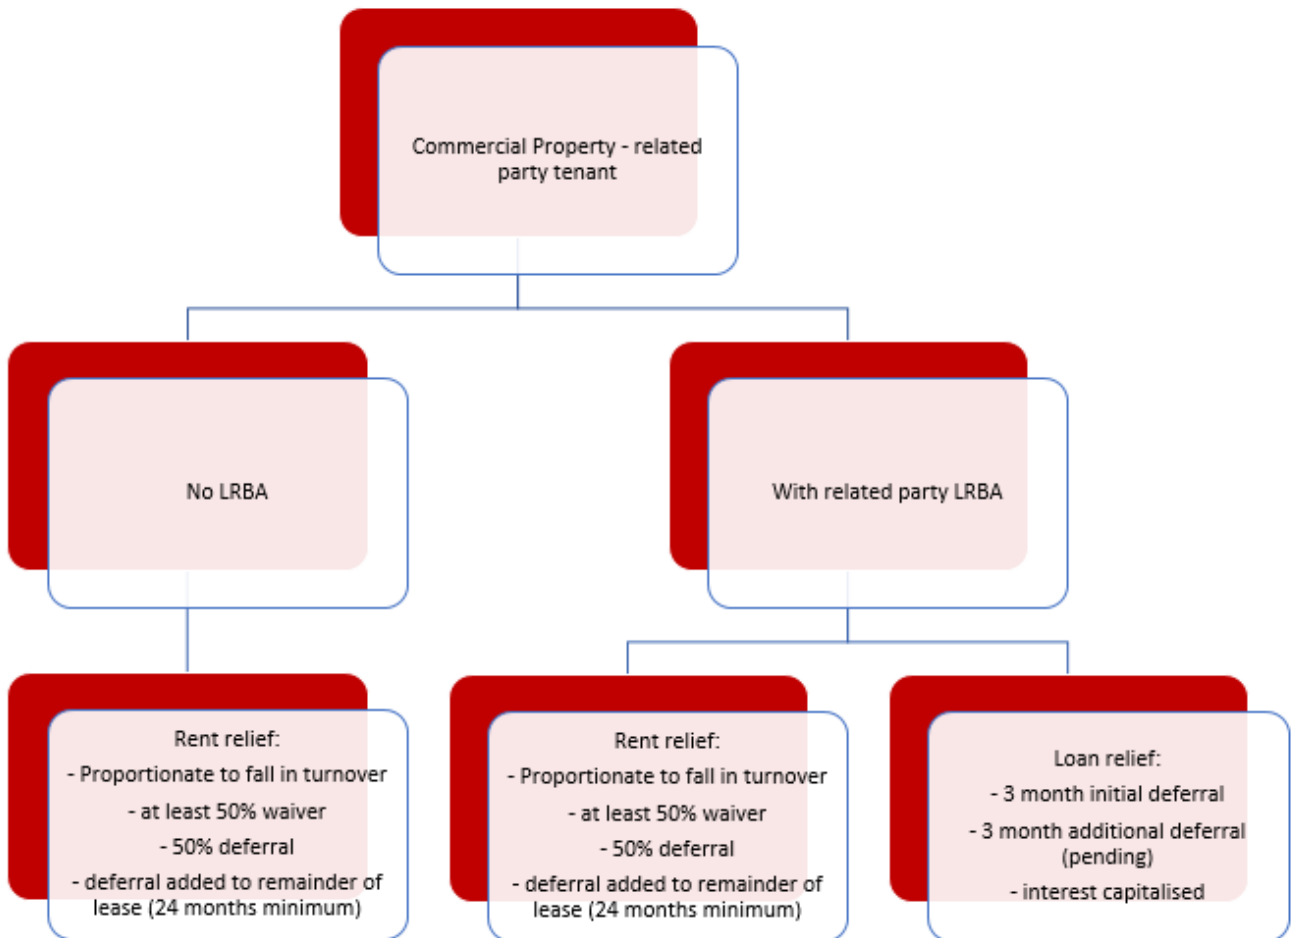 Commercial Property - related
party tenant
No LRBA
With related party LRBA
Rent relief:
- Proportionate to fall in turnover
- at least 50% waiver
- 50% deferral
- deferral added to remainder of
lease (24 months minimum)
Rent relief:
- Proportionate to fall in turnover
- at least 50% waiver
- 50% deferral
- deferral added to remainder of
lease (24 months minimum)
Loan relief:
- 3 month initial deferral
- 3 month additional deferral
(pending)
- interest capitalised